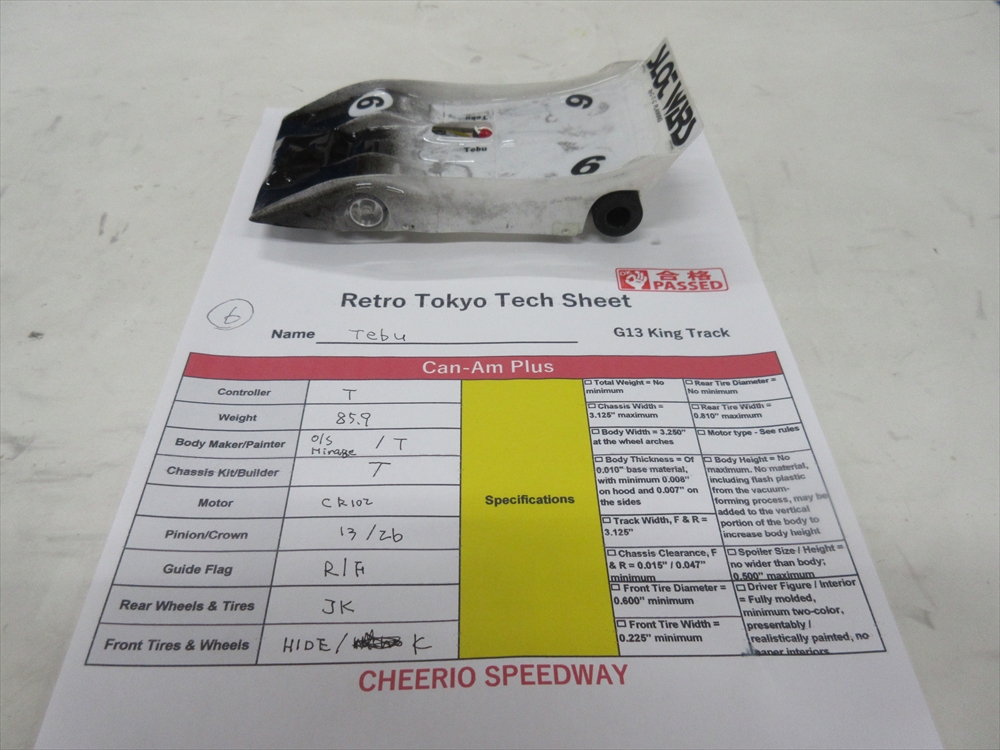 6
6
6
Tebu
Tebu
合格
PASSED
Retro Tokyo Tech Sheet
6
Name Tebu
G13 King Track
Can-Am Plus
Controller T
Weight 85.9
Body Maker/Painter O/S Mirage / T
Chassis Kit/Builder T
Motor CR102
Pinion/Crown 13/26
Guide Flag R/F
Rear Wheels & Tires JK
Front Tires & Wheels HIDE/ K
Specifications
Total Weight = No
minimum
Chassis Width =
3.125" maximum
Body Width = 3.250"
at the wheel arches
Body Thickness = Of
0.010" base material,
with minimum 0.008"
on hood and 0.007" on
the sides
Track Width, F & R =
3.125"
Chassis Clearance, F
& R = 0.015" / 0.047"
minimum
Front Tire Diameter =
0.600" minimum
Front Tire Width =
0.225" minimum
Rear Tire Diameter =
No minimum
Rear Tire Width =
0.810" maximum
Motor type - See rules
Body Height = No
maximum. No material,
including flash plastic
from the vacuum-
forming process, may be
added to the vertical
portion of the body to
increase body height
Spoiler Size / Height =
no wider than body;
0.500" maximum
Driver Figure / Interior
= Fully molded,
minimum two-color,
presentably /
realistically painted, no
paper interiors
CHEERIO SPEEDWAY